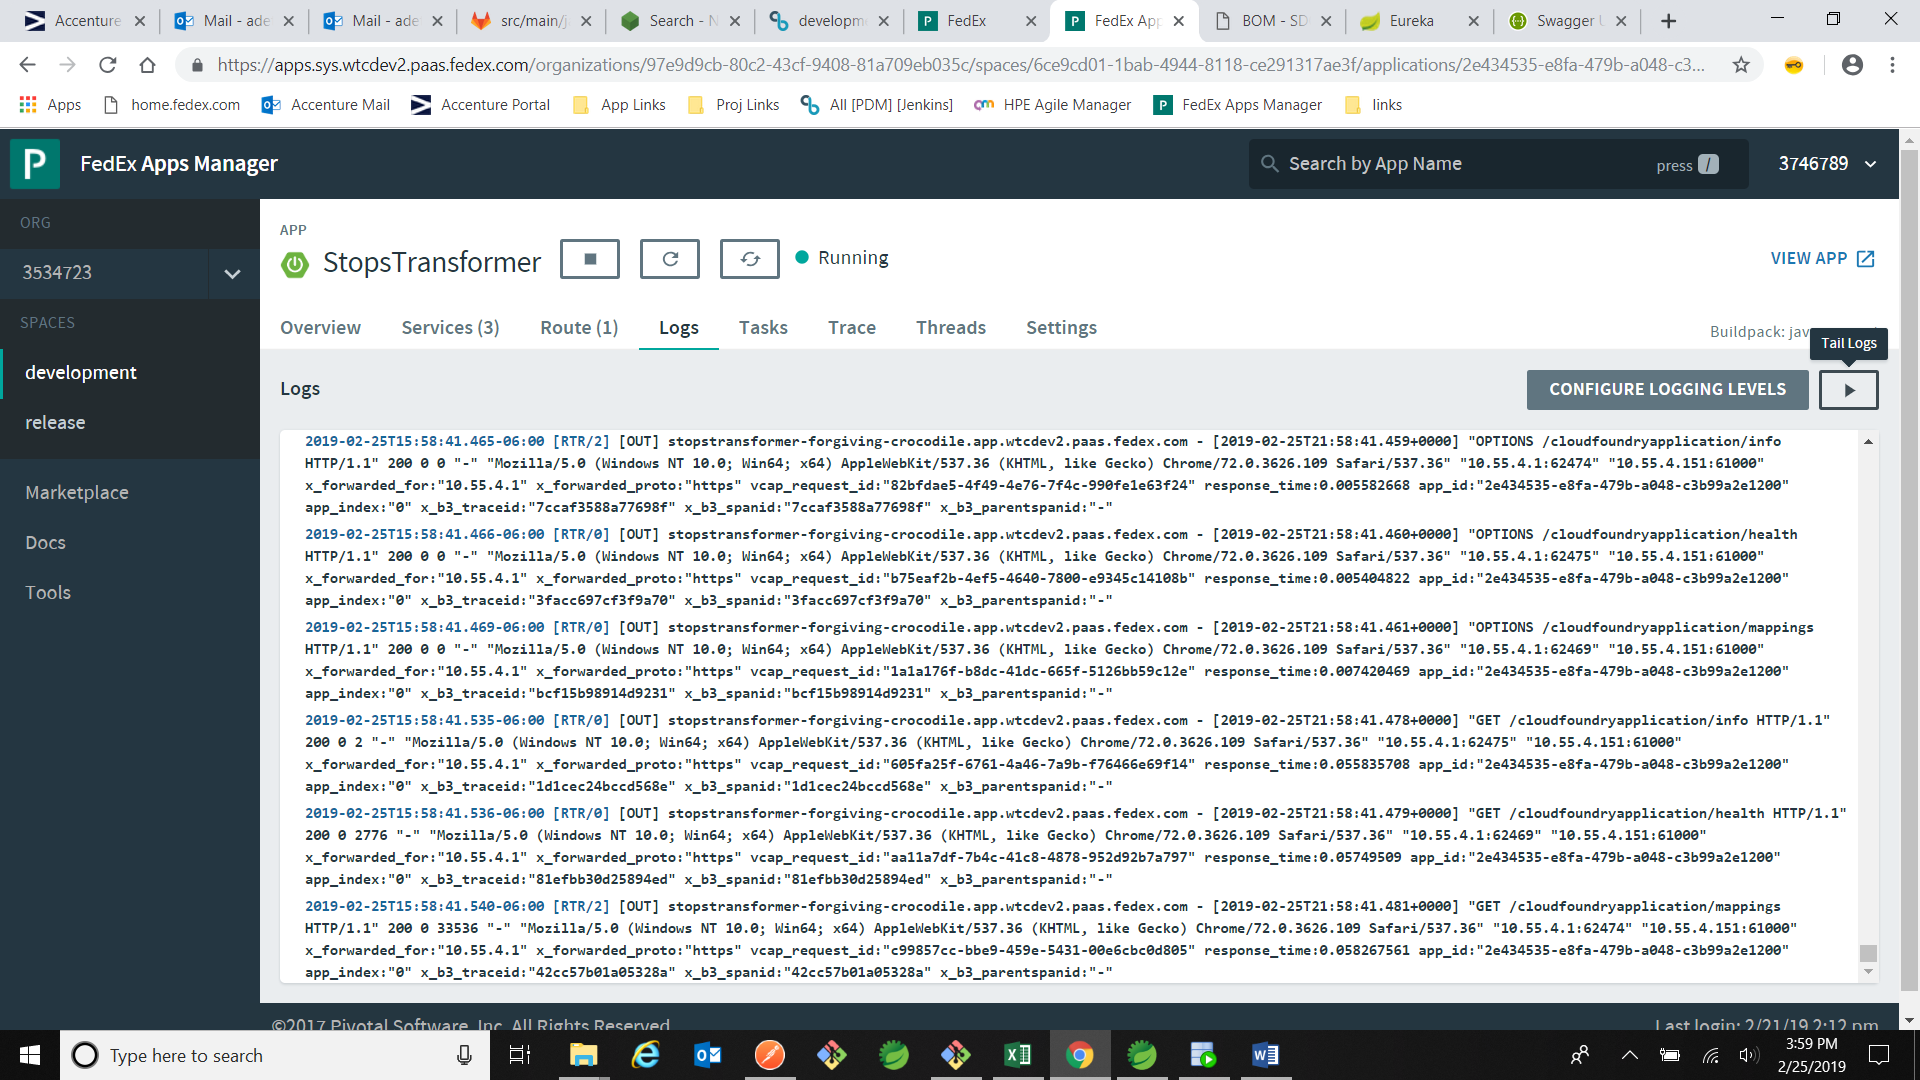 Accenture
Mail - ade
Mail - ade
src/main/j
Search - N
developm
FedEx
FedEx App
BOM - SD
Eureka
Swagger U
https://apps.sys.wtcdev2.paas.fedex.com/organizations/97e9d9cb-80c2-43cf-9408-81a709eb035c/spaces/6ce9cd01-1bab-4944-8118-ce291317ae3f/applications/2e434535-e8fa-479b-a048-c3...
Apps home.fedex.com Accenture Mail Accenture Portal App Links Proj Links All [PDM] [Jenkins] HPE Agile Manager FedEx Apps Manager links
P FedEx Apps Manager
Search by App Name press /
3746789
ORG
3534723
SPACES
development
release
Marketplace
Docs
Tools
APP
StopsTransformer
Running
VIEW APP
Overview Services (3) Route (1) Logs Tasks Trace Threads Settings
Buildpack: jav
Tail Logs
Logs
CONFIGURE LOGGING LEVELS
2019-02-25T15:58:41.465-06:00 [RTR/2] [OUT] stopstransformer-forgiving-crocodile.app.wtcdev2.paas.fedex.com - [2019-02-25T21:58:41.459+0000] "OPTIONS /cloudfoundryapplication/info
HTTP/1.1" 200 0 0 "-" "Mozilla/5.0 (Windows NT 10.0; Win64; x64) AppleWebKit/537.36 (KHTML, like Gecko) Chrome/72.0.3626.109 Safari/537.36" "10.55.4.1:62474" "10.55.4.151:61000"
x_forwarded_for:"10.55.4.1" x_forwarded_proto:"https" vcap_request_id:"82bfdae5-4f49-4e76-7f4c-990fe1e63f24" response_time:0.005582668 app_id:"2e434535-e8fa-479b-a048-c3b99a2e1200"
app_index:"0" x_b3_traceid:"7ccaf3588a77698f" x_b3_spanid:"7ccaf3588a77698f" x_b3_parentspanid:"-"
2019-02-25T15:58:41.466-06:00 [RTR/0] [OUT] stopstransformer-forgiving-crocodile.app.wtcdev2.paas.fedex.com - [2019-02-25T21:58:41.460+0000] "OPTIONS /cloudfoundryapplication/health
HTTP/1.1" 200 0 0 "-" "Mozilla/5.0 (Windows NT 10.0; Win64; x64) AppleWebKit/537.36 (KHTML, like Gecko) Chrome/72.0.3626.109 Safari/537.36" "10.55.4.1:62475" "10.55.4.151:61000"
x_forwarded_for:"10.55.4.1" x_forwarded_proto:"https" vcap_request_id:"b75eaf2b-4ef5-4640-7800-e9345c14108b" response_time:0.005404822 app_id:"2e434535-e8fa-479b-a048-c3b99a2e1200"
app_index:"0" x_b3_traceid:"3facc697cf3f9a70" x_b3_spanid:"3facc697cf3f9a70" x_b3_parentspanid:"-"
2019-02-25T15:58:41.469-06:00 [RTR/0] [OUT] stopstransformer-forgiving-crocodile.app.wtcdev2.paas.fedex.com - [2019-02-25T21:58:41.461+0000] "OPTIONS /cloudfoundryapplication/mappings
HTTP/1.1" 200 0 0 "-" "Mozilla/5.0 (Windows NT 10.0; Win64; x64) AppleWebKit/537.36 (KHTML, like Gecko) Chrome/72.0.3626.109 Safari/537.36" "10.55.4.1:62469" "10.55.4.151:61000"
x_forwarded_for:"10.55.4.1" x_forwarded_proto:"https" vcap_request_id:"1a1a176f-b8dc-41dc-665f-5126bb59c12e" response_time:0.007420469 app_id:"2e434535-e8fa-479b-a048-c3b99a2e1200"
app_index:"0" x_b3_traceid:"bcf15b98914d9231" x_b3_spanid:"bcf15b98914d9231" x_b3_parentspanid:"-"
2019-02-25T15:58:41.535-06:00 [RTR/0] [OUT] stopstransformer-forgiving-crocodile.app.wtcdev2.paas.fedex.com - [2019-02-25T21:58:41.478+0000] "GET /cloudfoundryapplication/info HTTP/1.1"
200 0 2 "-" "Mozilla/5.0 (Windows NT 10.0; Win64; x64) AppleWebKit/537.36 (KHTML, like Gecko) Chrome/72.0.3626.109 Safari/537.36" "10.55.4.1:62475" "10.55.4.151:61000"
x_forwarded_for:"10.55.4.1" x_forwarded_proto:"https" vcap_request_id:"605fa25f-6761-4a46-7a9b-f76466e69f14" response_time:0.055835708 app_id:"2e434535-e8fa-479b-a048-c3b99a2e1200"
app_index:"0" x_b3_traceid:"1d1cec24bccd568e" x_b3_spanid:"1d1cec24bccd568e" x_b3_parentspanid:"-"
2019-02-25T15:58:41.536-06:00 [RTR/0] [OUT] stopstransformer-forgiving-crocodile.app.wtcdev2.paas.fedex.com - [2019-02-25T21:58:41.479+0000] "GET /cloudfoundryapplication/health HTTP/1.1"
200 0 2776 "-" "Mozilla/5.0 (Windows NT 10.0; Win64; x64) AppleWebKit/537.36 (KHTML, like Gecko) Chrome/72.0.3626.109 Safari/537.36" "10.55.4.1:62469" "10.55.4.151:61000"
x_forwarded_for:"10.55.4.1" x_forwarded_proto:"https" vcap_request_id:"aa11a7df-7b4c-41c8-4878-952d92b7a797" response_time:0.05749509 app_id:"2e434535-e8fa-479b-a048-c3b99a2e1200"
app_index:"0" x_b3_traceid:"81efbb30d25894ed" x_b3_spanid:"81efbb30d25894ed" x_b3_parentspanid:"-"
2019-02-25T15:58:41.540-06:00 [RTR/2] [OUT] stopstransformer-forgiving-crocodile.app.wtcdev2.paas.fedex.com - [2019-02-25T21:58:41.481+0000] "GET /cloudfoundryapplication/mappings
HTTP/1.1" 200 0 33536 "-" "Mozilla/5.0 (Windows NT 10.0; Win64; x64) AppleWebKit/537.36 (KHTML, like Gecko) Chrome/72.0.3626.109 Safari/537.36" "10.55.4.1:62474" "10.55.4.151:61000"
x_forwarded_for:"10.55.4.1" x_forwarded_proto:"https" vcap_request_id:"c99857cc-bbe9-459e-5431-00e6cbc0d805" response_time:0.058267561 app_id:"2e434535-e8fa-479b-a048-c3b99a2e1200"
app_index:"0" x_b3_traceid:"42cc57b01a05328a" x_b3_spanid:"42cc57b01a05328a" x_b3_parentspanid:"-"
©2017 Pivotal Software, Inc. All Rights Reserved.
Last login: 2/21/19 2:12 pm
Type here to search
3:59 PM
2/25/2019